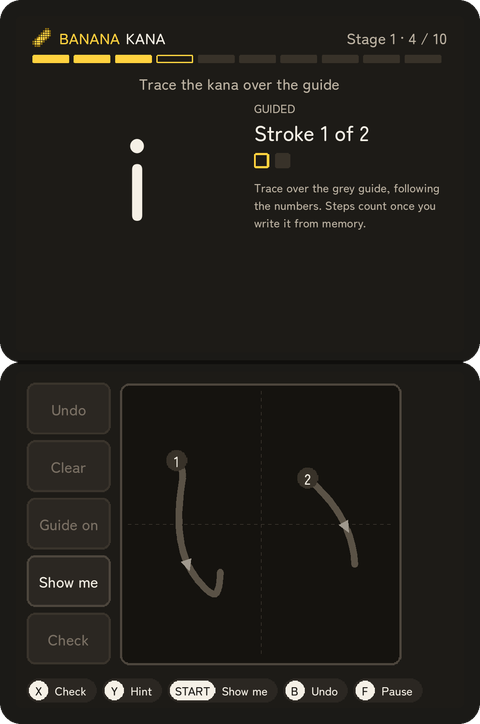 BANANA KANA
Stage 1 · 4 / 10
Trace the kana over the guide
GUIDED
i
Stroke 1 of 2
Trace over the grey guide, following
the numbers. Steps count once you
write it from memory.
Undo
Clear
Guide on
Show me
Check
1
2
X Check
Y Hint
START Show me
B Undo
F Pause